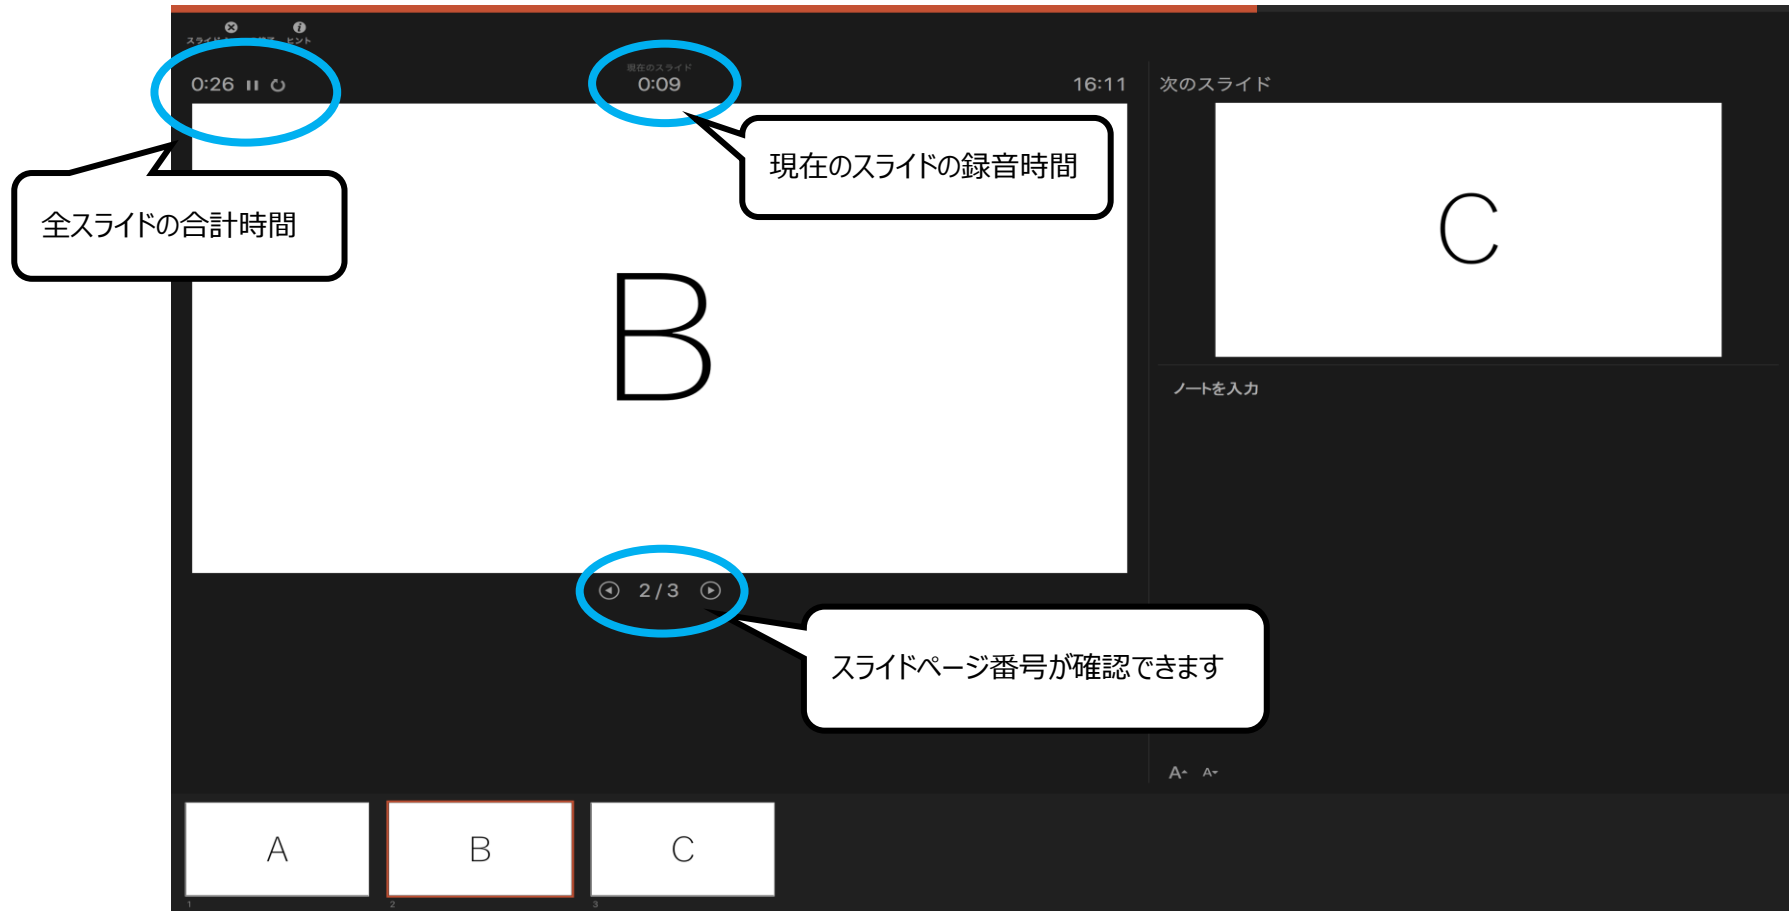 ヒント
0:26
現在のスライド
0:09
16:11
次のスライド
現在のスライドの録音時間
全スライドの合計時間
B
C
ノートを入力
2 / 3
スライドページ番号が確認できます
A A
A
B
C
1
2
3